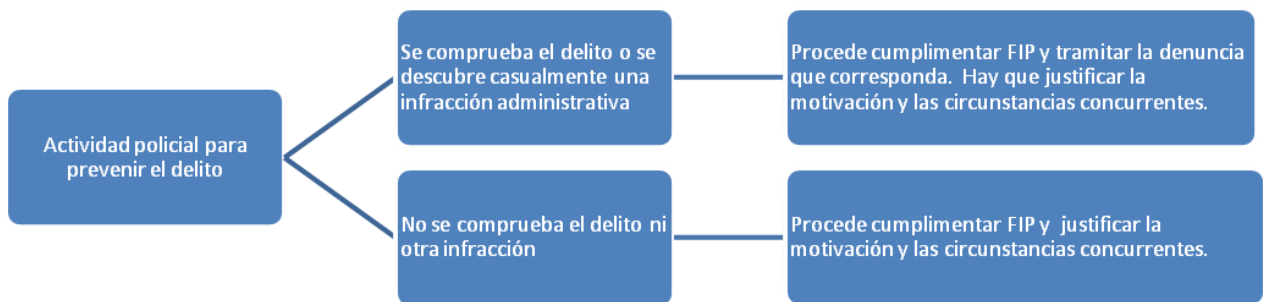 Actividad policial para
prevenir el delito
Se comprueba el delito o se
descubre casualmente una
infracción administrativa
Procede cumplimentar FIP y tramitar la denuncia
que corresponda. Hay que justificar la
motivación y las circunstancias concurrentes.
No se comprueba el delito ni
otra infracción
Procede cumplimentar FIP y justificar la
motivación y las circunstancias concurrentes.